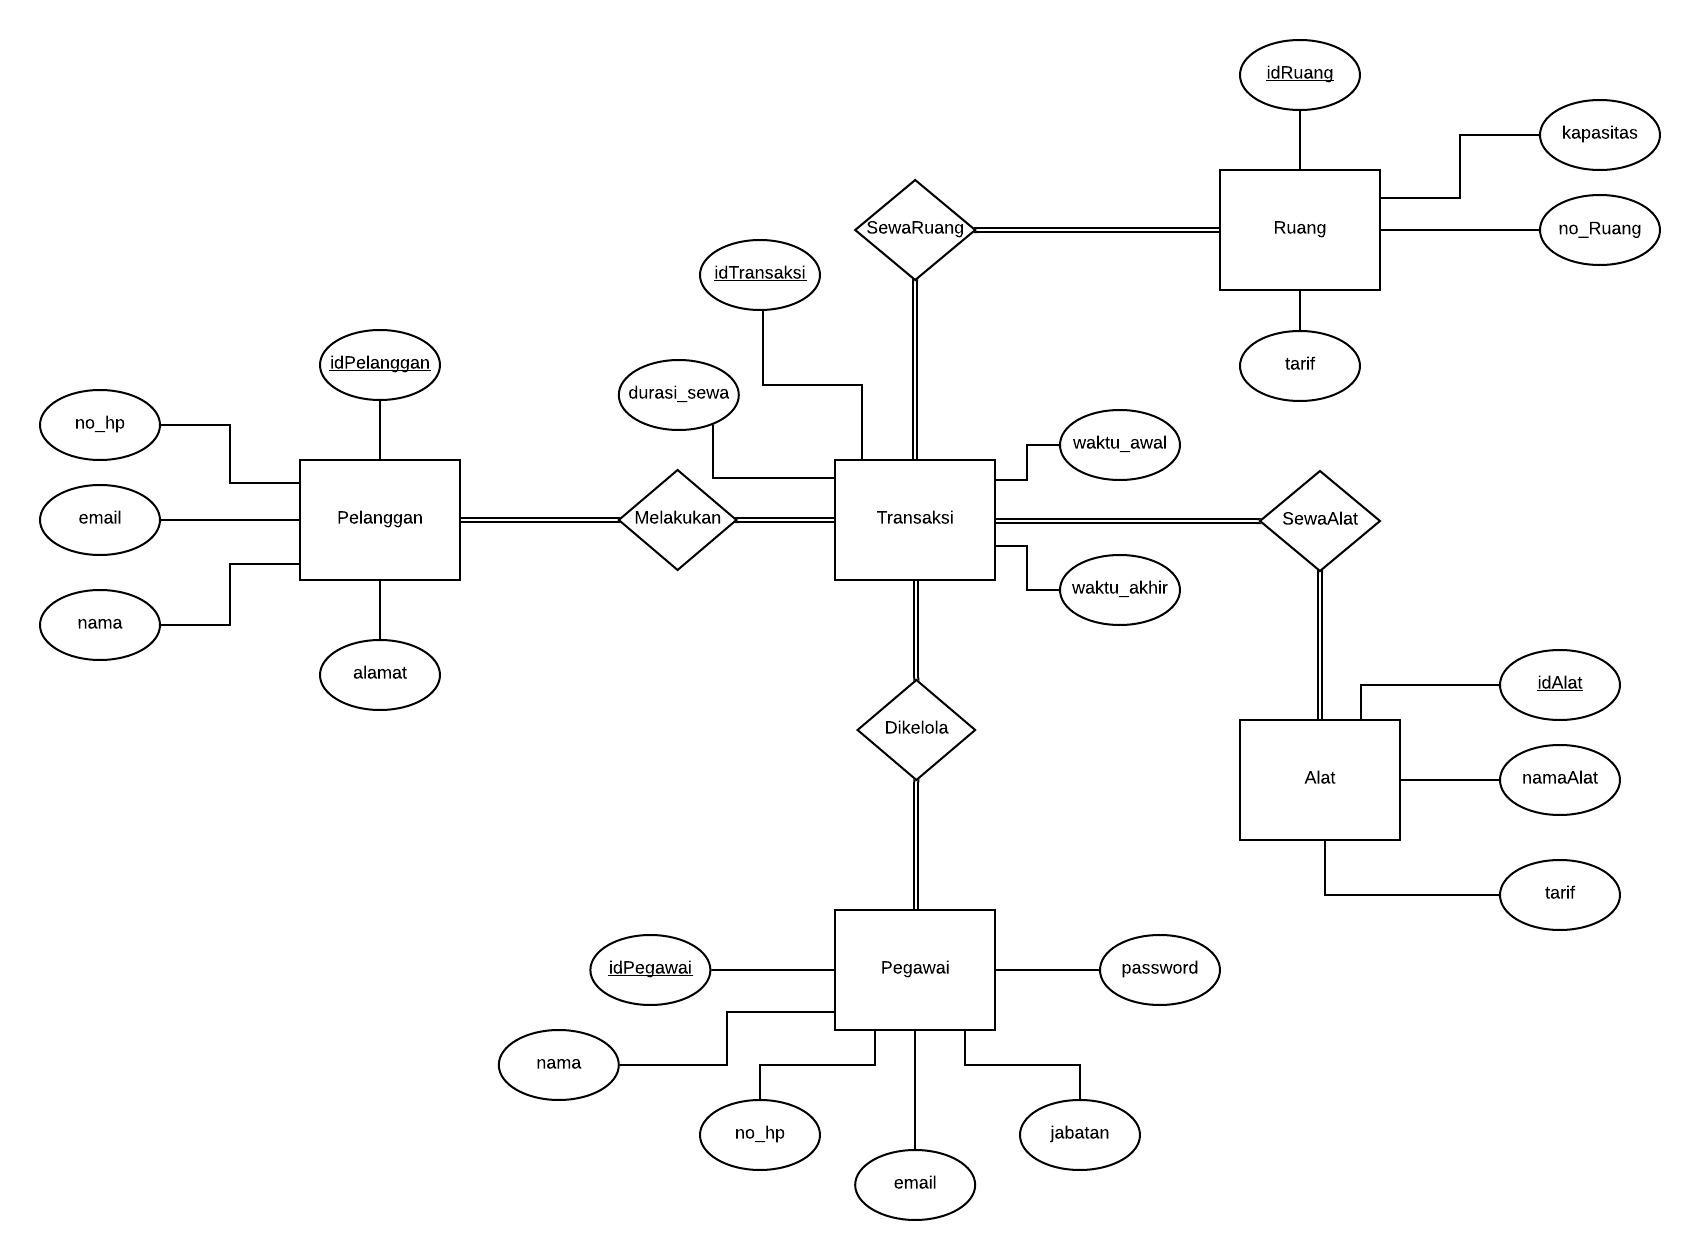 idRuang
kapasitas
SewaRuang
Ruang
no_Ruang
idTransaksi
tarif
idPelanggan
durasi_sewa
no_hp
waktu_awal
Pelanggan
Melakukan
Transaksi
SewaAlat
email
waktu_akhir
nama
alamat
idAlat
Dikelola
Alat
namaAlat
tarif
idPegawai
Pegawai
password
nama
no_hp
jabatan
email